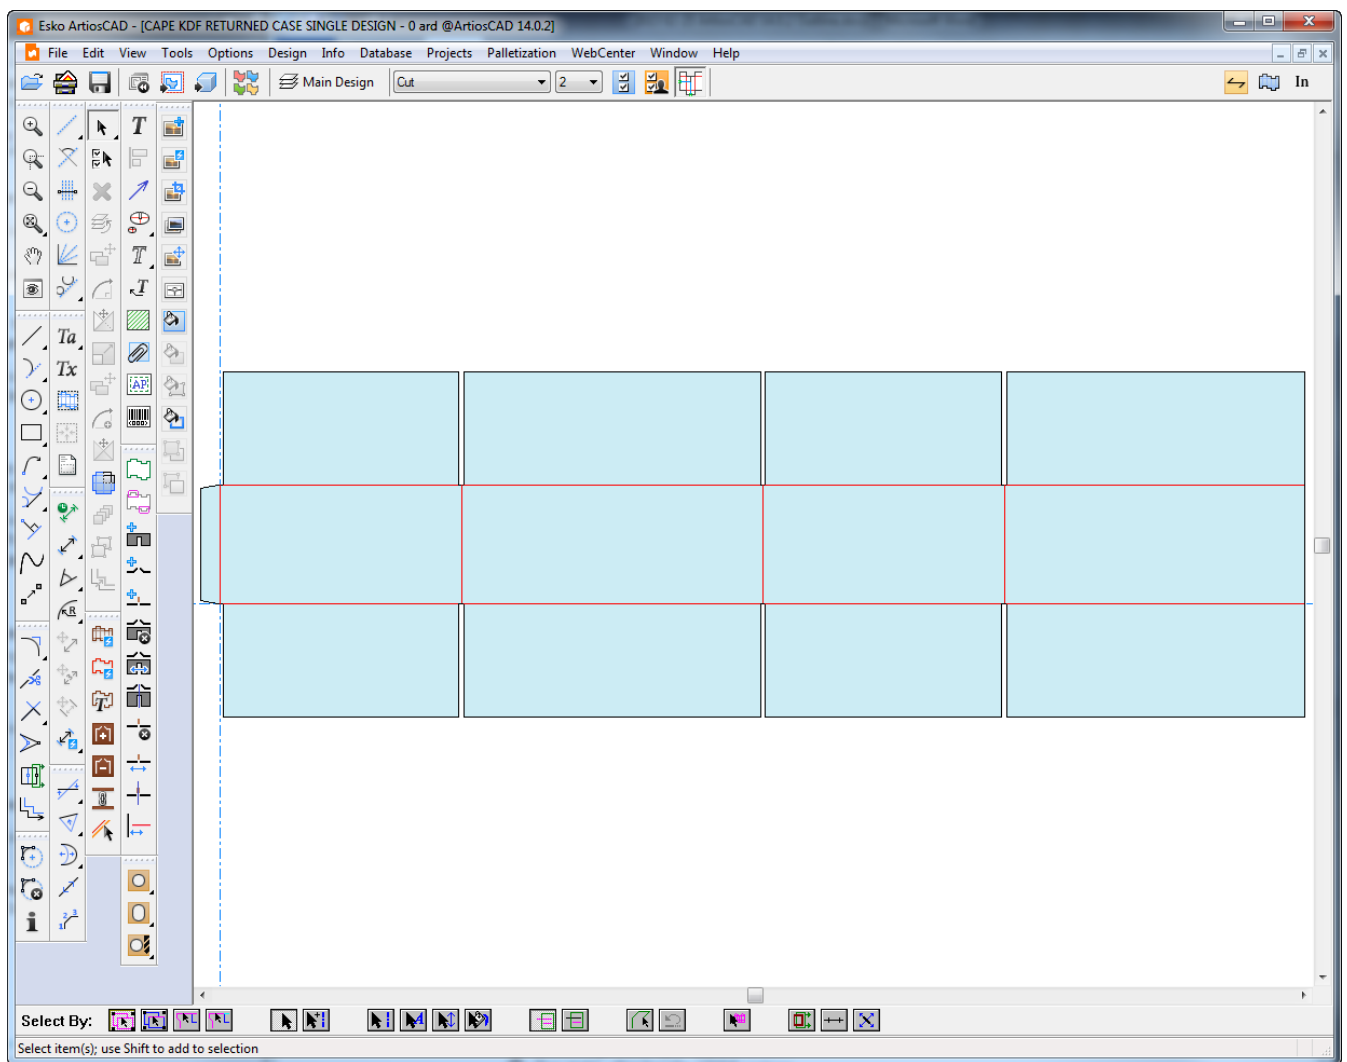 Esko ArtiosCAD - [CAPE KDF RETURNED CASE SINGLE DESIGN - 0 ard @ArtiosCAD 14.0.2]
File Edit View Tools Options Design Info Database Projects Palletization WebCenter Window Help
Main Design Cut 2 In
T
T
Ta
T
Tx
AP
R
T
Select By:
Select item(s); use Shift to add to selection